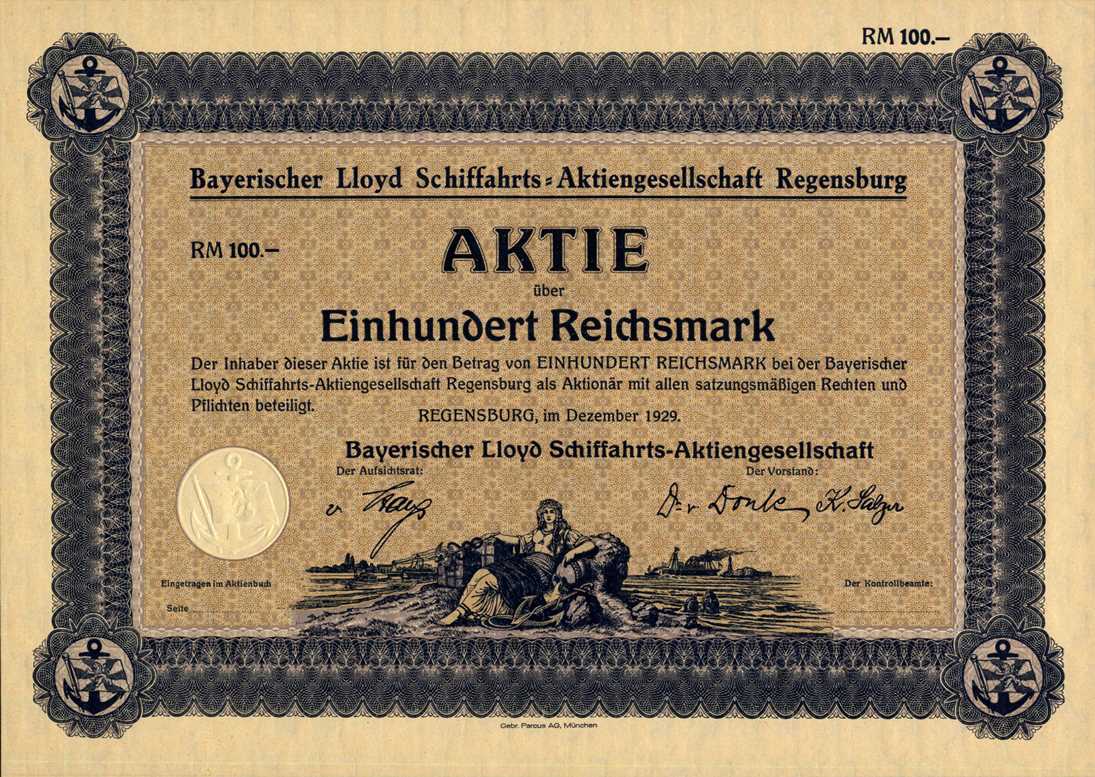 RM 100.—
Bayerischer Lloyd Schiffahrts=Aktiengesellschaft Regensburg
RM 100.—
AKTIE
über
Einhundert Reichsmark
Der Inhaber dieser Aktie ist für den Betrag von EINHUNDERT REICHSMARK bei der Bayerischer
Lloyd Schiffahrts-Aktiengesellschaft Regensburg als Aktionär mit allen satzungsmäßigen Rechten und
Pflichten beteiligt.
REGENSBURG, im Dezember 1929.
Bayerischer Lloyd Schiffahrts-Aktiengesellschaft
Der Aufsichtsrat: Der Vorstand:
Dr. v. Donle K. Salzer
Eingetragen im Aktienbuch Der Kontrollbeamte:
Seite
Gebr. Parcus AG, München